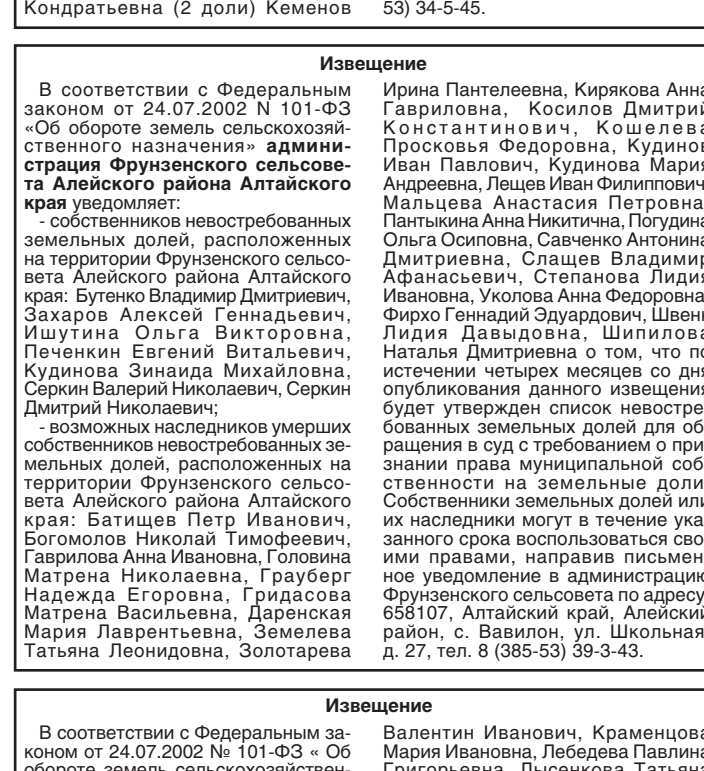 Кондратьевна (2 доли) Кеменов
53) 34-5-45.
Извещение
В соответствии с Федеральным
законом от 24.07.2002 N 101-ФЗ
«Об обороте земель сельскохозяй-
ственного назначения» админи-
страция Фрунзенского сельсове-
та Алейского района Алтайского
края уведомляет:
- собственников невостребованных
земельных долей, расположенных
на территории Фрунзенского сельсо-
вета Алейского района Алтайского
края: Бутенко Владимир Дмитриевич,
Захаров Алексей Геннадьевич,
Ишутина Ольга Викторовна,
Печенкин Евгений Витальевич,
Кудинова Зинаида Михайловна,
Серкин Валерий Николаевич, Серкин
Дмитрий Николаевич;
- возможных наследников умерших
собственников невостребованных зе-
мельных долей, расположенных на
территории Фрунзенского сельсо-
вета Алейского района Алтайского
края: Батищев Петр Иванович,
Богомолов Николай Тимофеевич,
Гаврилова Анна Ивановна, Головина
Матрена Николаевна, Грауберг
Надежда Егоровна, Гридасова
Матрена Васильевна, Даренская
Мария Лаврентьевна, Земелева
Татьяна Леонидовна, Золотарева
Ирина Пантелеевна, Кирякова Анна
Гавриловна, Косилов Дмитрий
Константинович, Кошелева
Просковья Федоровна, Кудинов
Иван Павлович, Кудинова Мария
Андреевна, Лещев Иван Филиппович,
Мальцева Анастасия Петровна,
Пантыкина Анна Никитична, Погудина
Ольга Осиповна, Савченко Антонина
Дмитриевна, Слащев Владимир
Афанасьевич, Степанова Лидия
Ивановна, Уколова Анна Федоровна,
Фирхо Геннадий Эдуардович, Швенк
Лидия Давыдовна, Шипилова
Наталья Дмитриевна о том, что по
истечении четырех месяцев со дня
опубликования данного извещения
будет утвержден список невостре-
бованных земельных долей для об-
ращения в суд с требованием о при-
знании права муниципальной соб-
ственности на земельные доли.
Собственники земельных долей или
их наследники могут в течение ука-
занного срока воспользоваться сво-
ими правами, направив письмен-
ное уведомление в администрацию
Фрунзенского сельсовета по адресу:
658107, Алтайский край, Алейский
район, с. Вавилон, ул. Школьная,
д. 27, тел. 8 (385-53) 39-3-43.
Извещение
В соответствии с Федеральным за-
коном от 24.07.2002 № 101-ФЗ « Об
обороте земель сельскохозяйствен-
Валентин Иванович, Краменцова
Мария Ивановна, Лебедева Павлина
Григорьевна, Лысенкова Татьяна